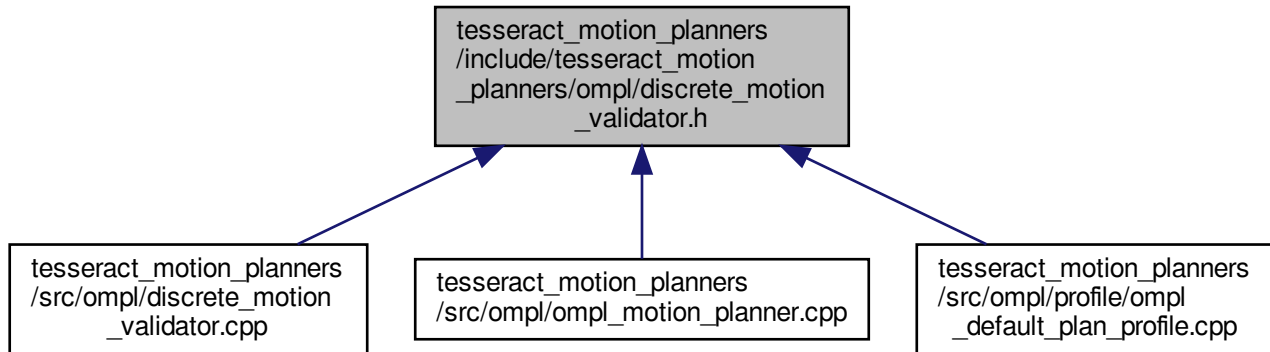 tesseract_motion_planners
/include/tesseract_motion
_planners/ompl/discrete_motion
_validator.h
tesseract_motion_planners
/src/ompl/discrete_motion
_validator.cpp
tesseract_motion_planners
/src/ompl/ompl_motion_planner.cpp
tesseract_motion_planners
/src/ompl/profile/ompl
_default_plan_profile.cpp